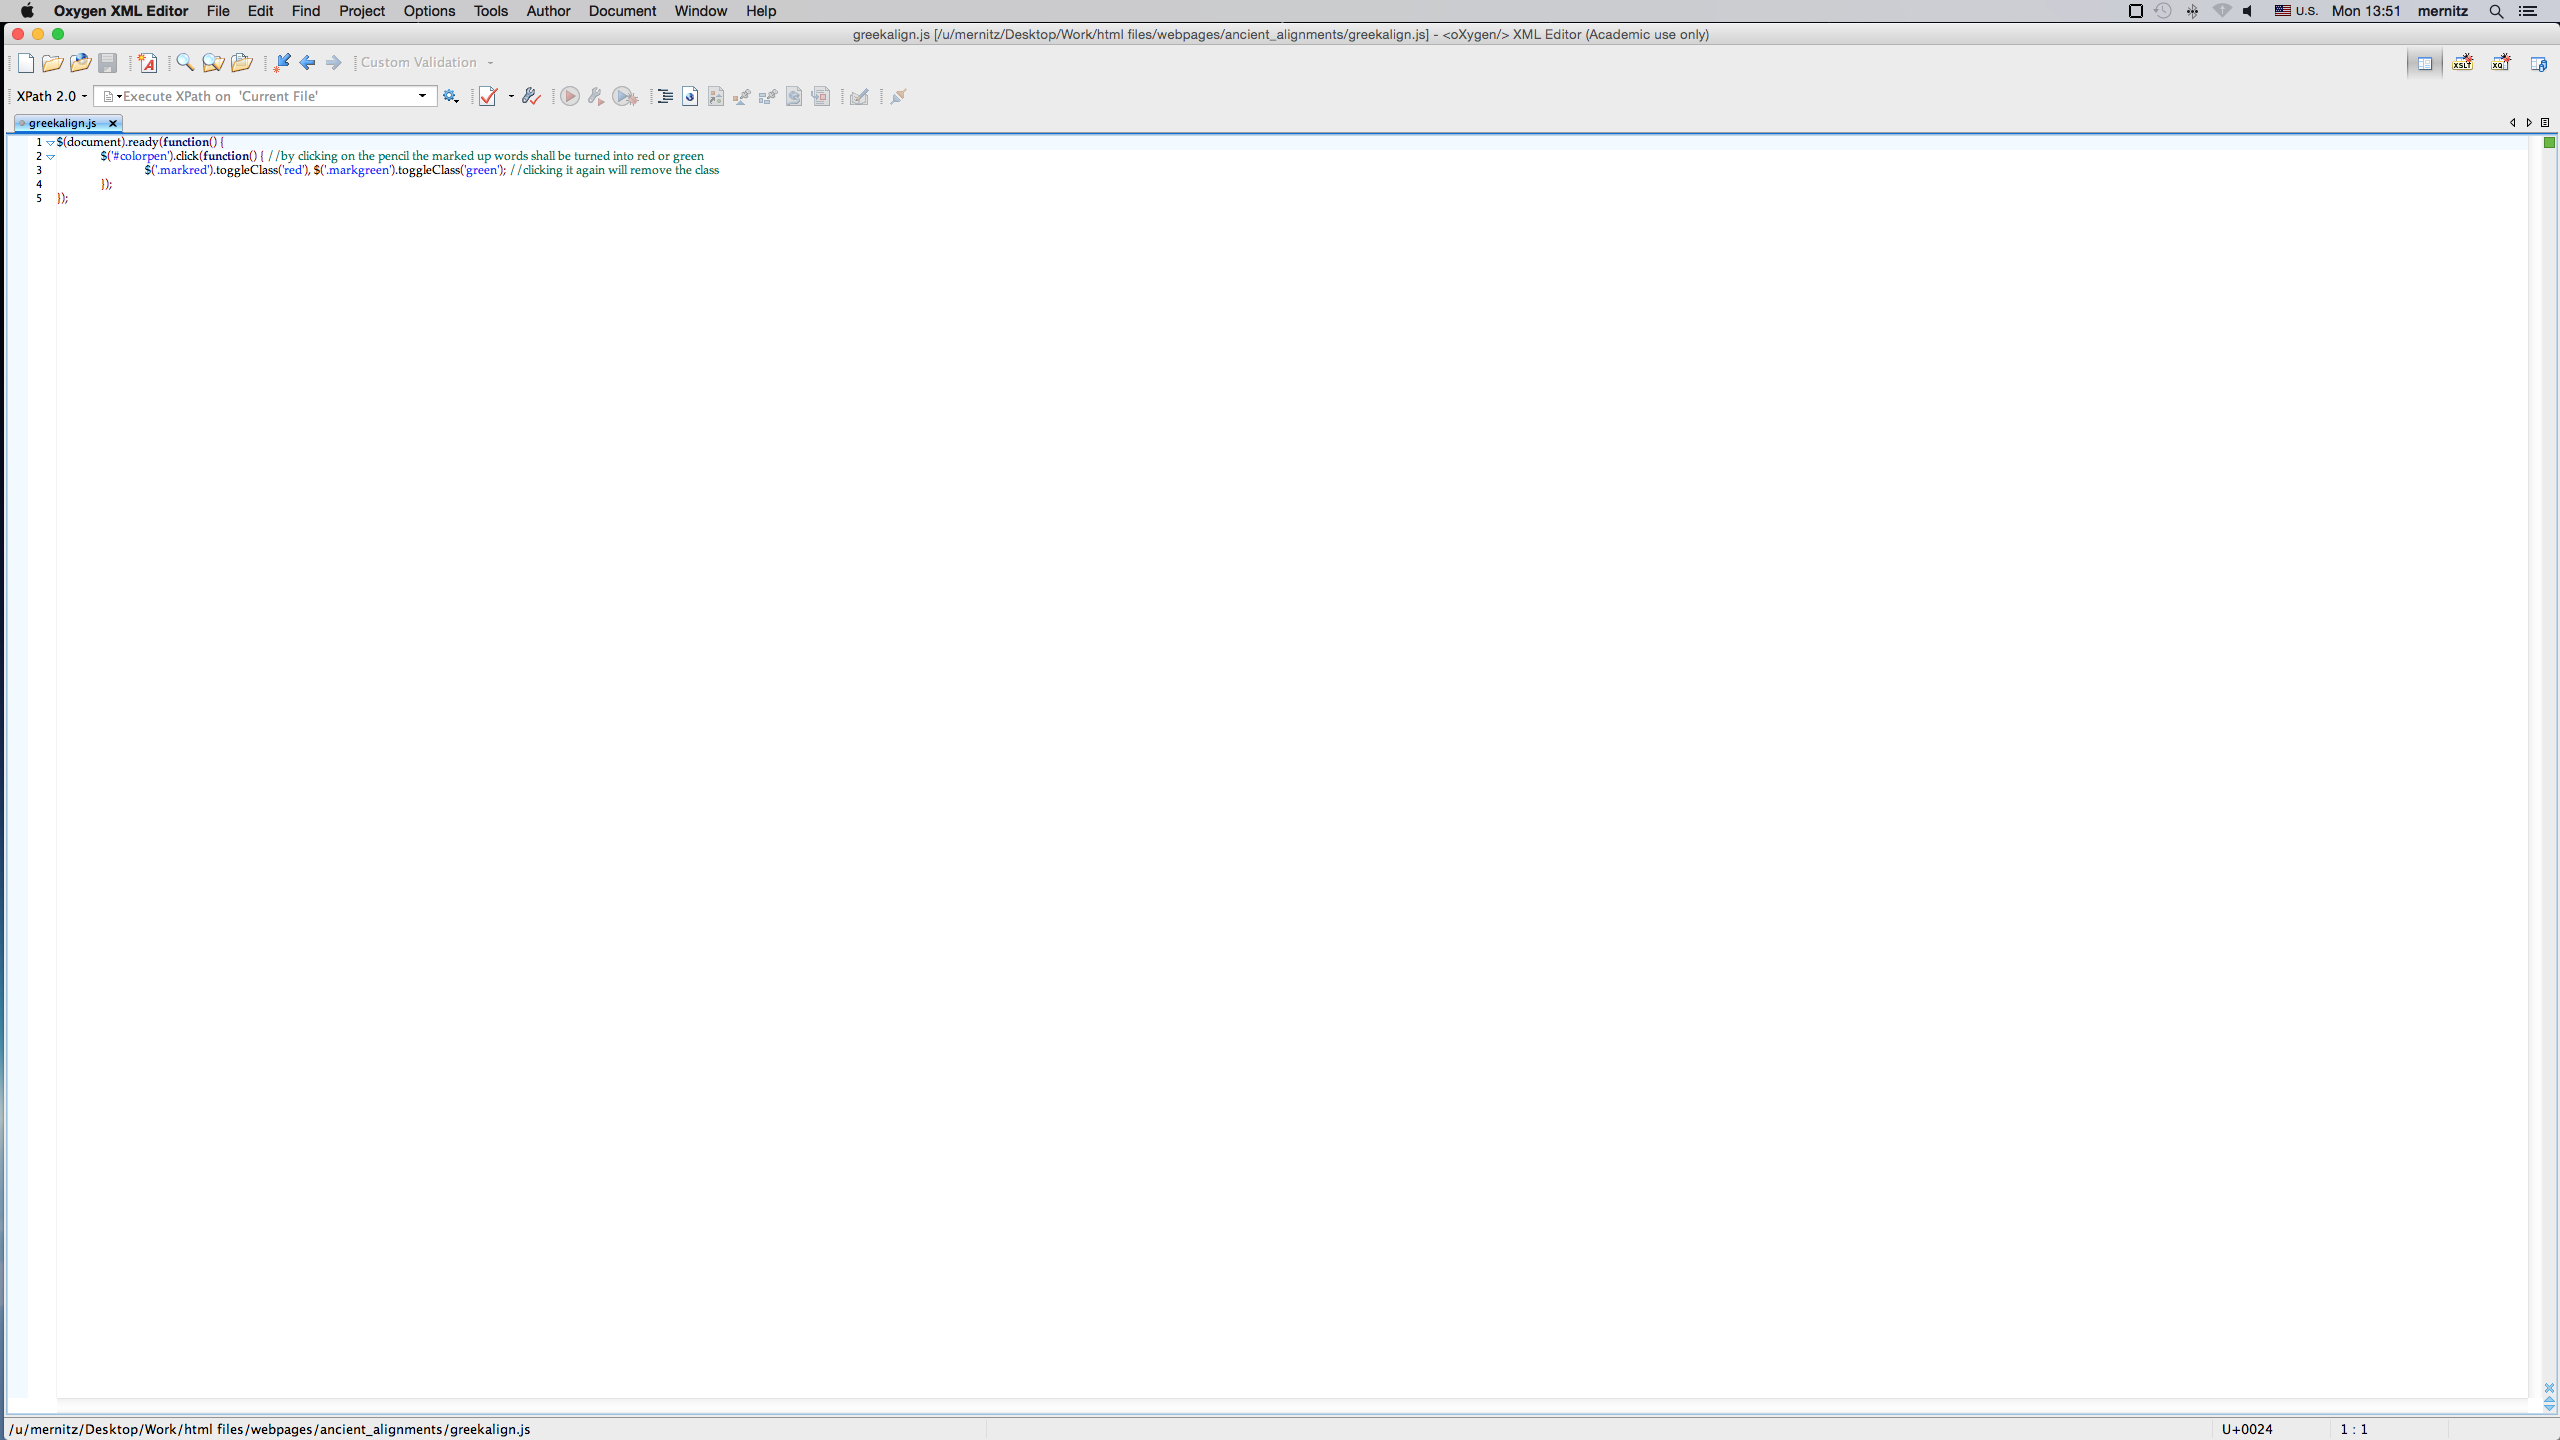 Oxygen XML Editor File Edit Find Project Options Tools Author Document Window Help U.S. Mon 13:51 mernitz
greekalign.js [/u/mernitz/Desktop/Work/html files/webpages/ancient_alignments/greekalign.js] - <oXygen/> XML Editor (Academic use only)
Custom Validation
XSLT XQ
XPath 2.0 Execute XPath on 'Current File'
greekalign.js
1 $(document).ready(function() {
2 $('#colorpen').click(function() { //by clicking on the pencil the marked up words shall be turned into red or green
3 $('.markred').toggleClass('red'), $('.markgreen').toggleClass('green'); //clicking it again will remove the class
4 });
5 });
/u/mernitz/Desktop/Work/html files/webpages/ancient_alignments/greekalign.js U+0024 1 : 1